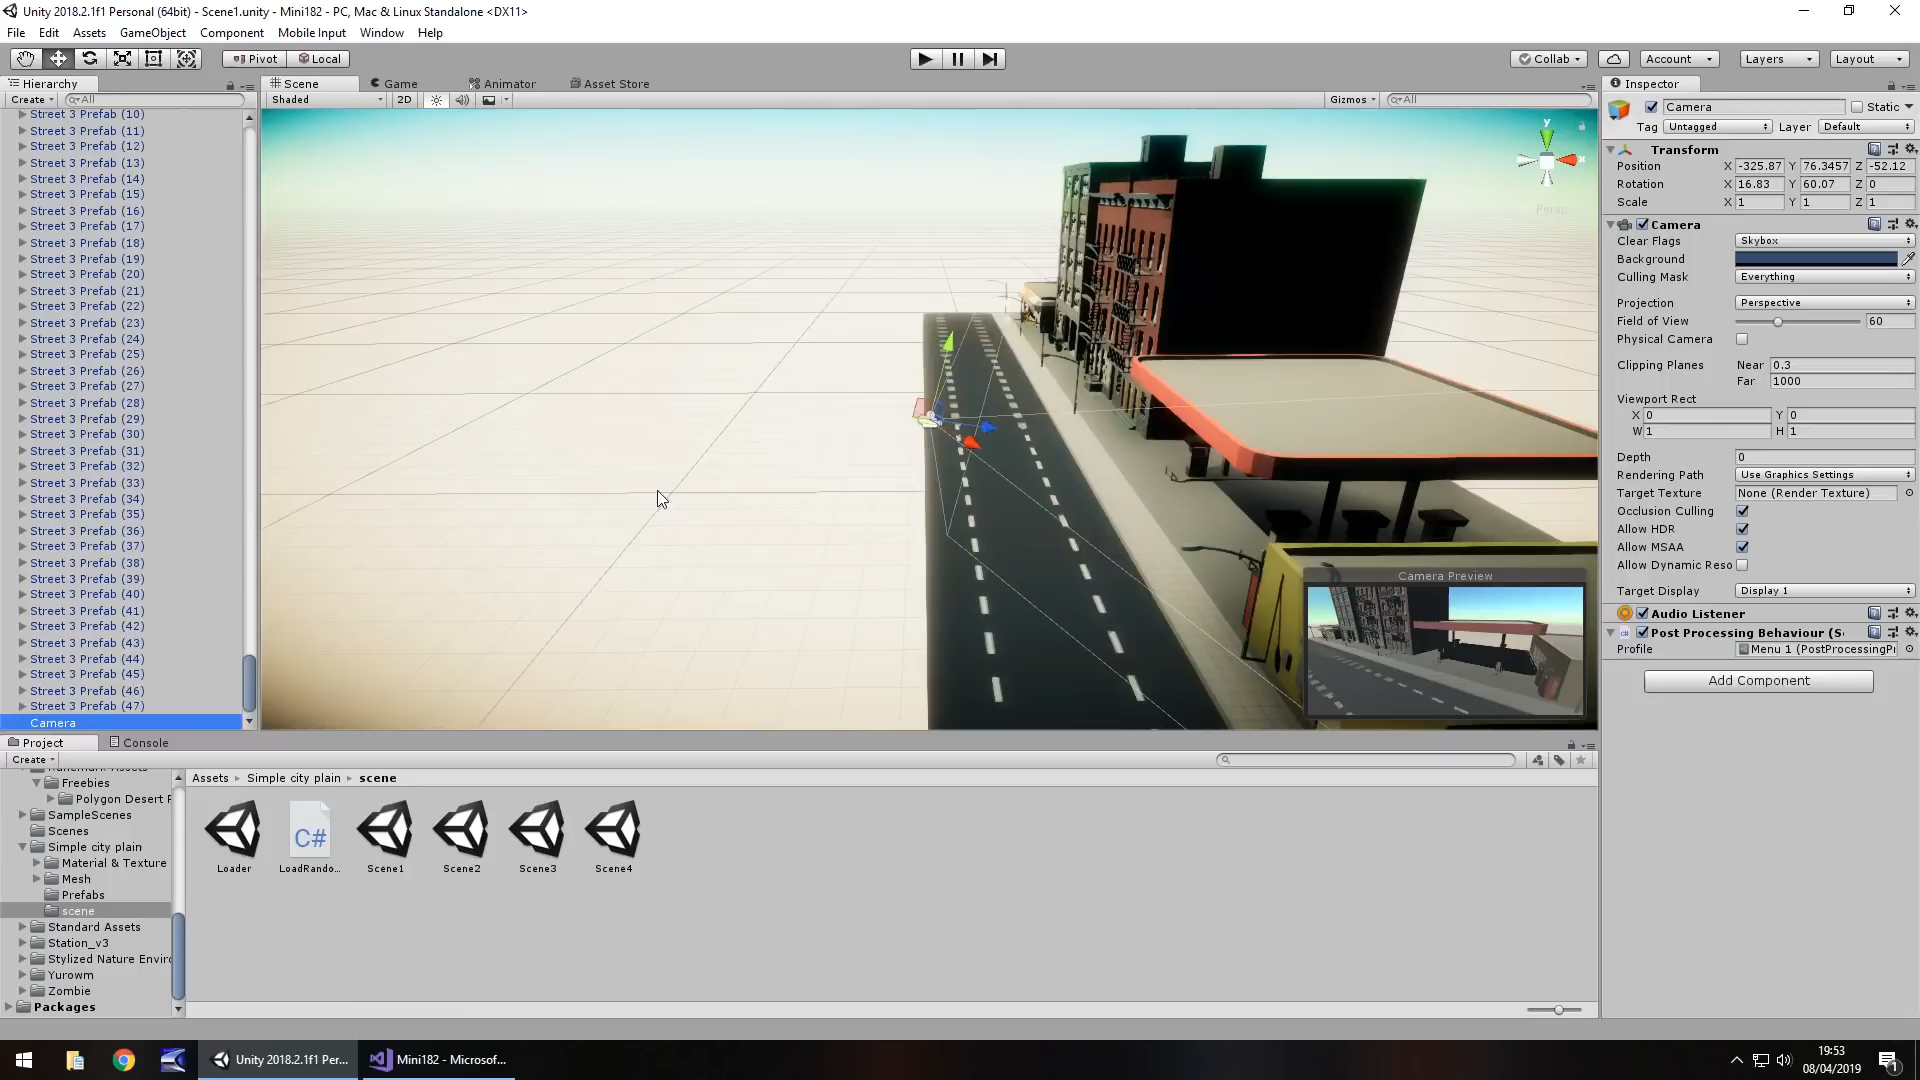 Unity 2018.2.1f1 Personal (64bit) - Scene1.unity - Mini182 - PC, Mac & Linux Standalone <DX11>
File Edit Assets GameObject Component Mobile Input Window Help
Pivot Local Collab Account Layers Layout
Hierarchy Scene Game Animator Asset Store Inspector
Create All Shaded 2D Gizmos All
Camera Static
Tag Untagged Layer Default
Street 3 Prefab (10)
Street 3 Prefab (11)
Street 3 Prefab (12)
Street 3 Prefab (13)
Street 3 Prefab (14)
Street 3 Prefab (15)
Street 3 Prefab (16)
Street 3 Prefab (17)
Street 3 Prefab (18)
Street 3 Prefab (19)
Street 3 Prefab (20)
Street 3 Prefab (21)
Street 3 Prefab (22)
Street 3 Prefab (23)
Street 3 Prefab (24)
Street 3 Prefab (25)
Street 3 Prefab (26)
Street 3 Prefab (27)
Street 3 Prefab (28)
Street 3 Prefab (29)
Street 3 Prefab (30)
Street 3 Prefab (31)
Street 3 Prefab (32)
Street 3 Prefab (33)
Street 3 Prefab (34)
Street 3 Prefab (35)
Street 3 Prefab (36)
Street 3 Prefab (37)
Street 3 Prefab (38)
Street 3 Prefab (39)
Street 3 Prefab (40)
Street 3 Prefab (41)
Street 3 Prefab (42)
Street 3 Prefab (43)
Street 3 Prefab (44)
Street 3 Prefab (45)
Street 3 Prefab (46)
Street 3 Prefab (47)
Camera
y
x
Persp
Camera Preview
Transform
Position X -325.87 Y 76.3457 Z -52.12
Rotation X 16.83 Y 60.07 Z 0
Scale X 1 Y 1 Z 1
Camera
Clear Flags Skybox
Background
Culling Mask Everything
Projection Perspective
Field of View 60
Physical Camera
Clipping Planes Near 0.3
Far 1000
Viewport Rect
X 0 Y 0
W 1 H 1
Depth 0
Rendering Path Use Graphics Settings
Target Texture None (Render Texture)
Occlusion Culling
Allow HDR
Allow MSAA
Allow Dynamic Reso
Target Display Display 1
Audio Listener
Post Processing Behaviour (S
Profile Menu 1 (PostProcessingPr
Add Component
Project Console
Create
Freebies
Polygon Desert P
SampleScenes
Scenes
Simple city plain
Material & Texture
Mesh
Prefabs
scene
Standard Assets
Station_v3
Stylized Nature Enviro
Yurowm
Zombie
Packages
Assets Simple city plain scene
C#
Loader LoadRando... Scene1 Scene2 Scene3 Scene4
Unity 2018.2.1f1 Per... Mini182 - Microsof...
19:53
08/04/2019
1